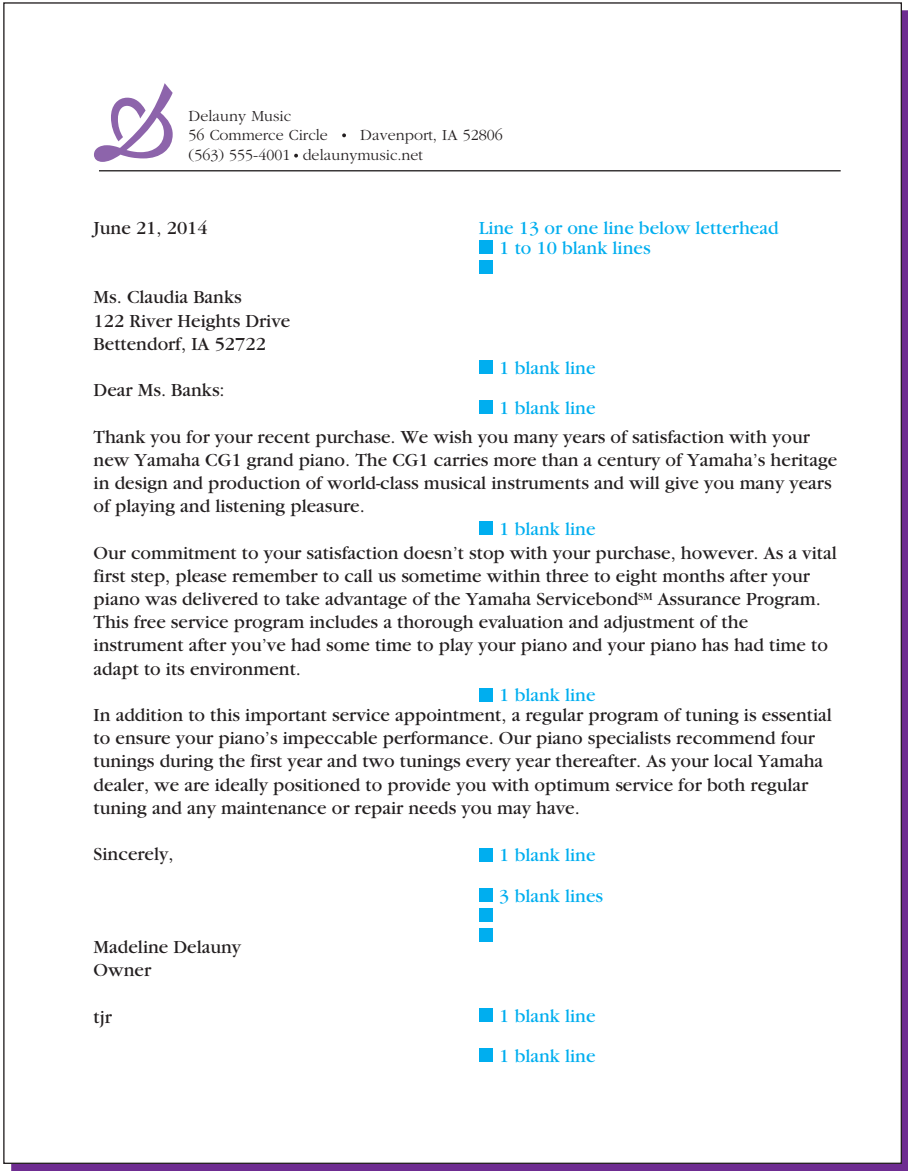 Delauny Music
56 Commerce Circle • Davenport, IA 52806
(563) 555-4001 • delaunymusic.net
June 21, 2014
Line 13 or one line below letterhead
1 to 10 blank lines
Ms. Claudia Banks
122 River Heights Drive
Bettendorf, IA 52722
1 blank line
Dear Ms. Banks:
1 blank line
Thank you for your recent purchase. We wish you many years of satisfaction with your
new Yamaha CG1 grand piano. The CG1 carries more than a century of Yamaha’s heritage
in design and production of world-class musical instruments and will give you many years
of playing and listening pleasure.
1 blank line
Our commitment to your satisfaction doesn’t stop with your purchase, however. As a vital
first step, please remember to call us sometime within three to eight months after your
piano was delivered to take advantage of the Yamaha Servicebond℠ Assurance Program.
This free service program includes a thorough evaluation and adjustment of the
instrument after you’ve had some time to play your piano and your piano has had time to
adapt to its environment.
1 blank line
In addition to this important service appointment, a regular program of tuning is essential
to ensure your piano’s impeccable performance. Our piano specialists recommend four
tunings during the first year and two tunings every year thereafter. As your local Yamaha
dealer, we are ideally positioned to provide you with optimum service for both regular
tuning and any maintenance or repair needs you may have.
Sincerely,
1 blank line
3 blank lines
Madeline Delauny
Owner
tjr
1 blank line
1 blank line